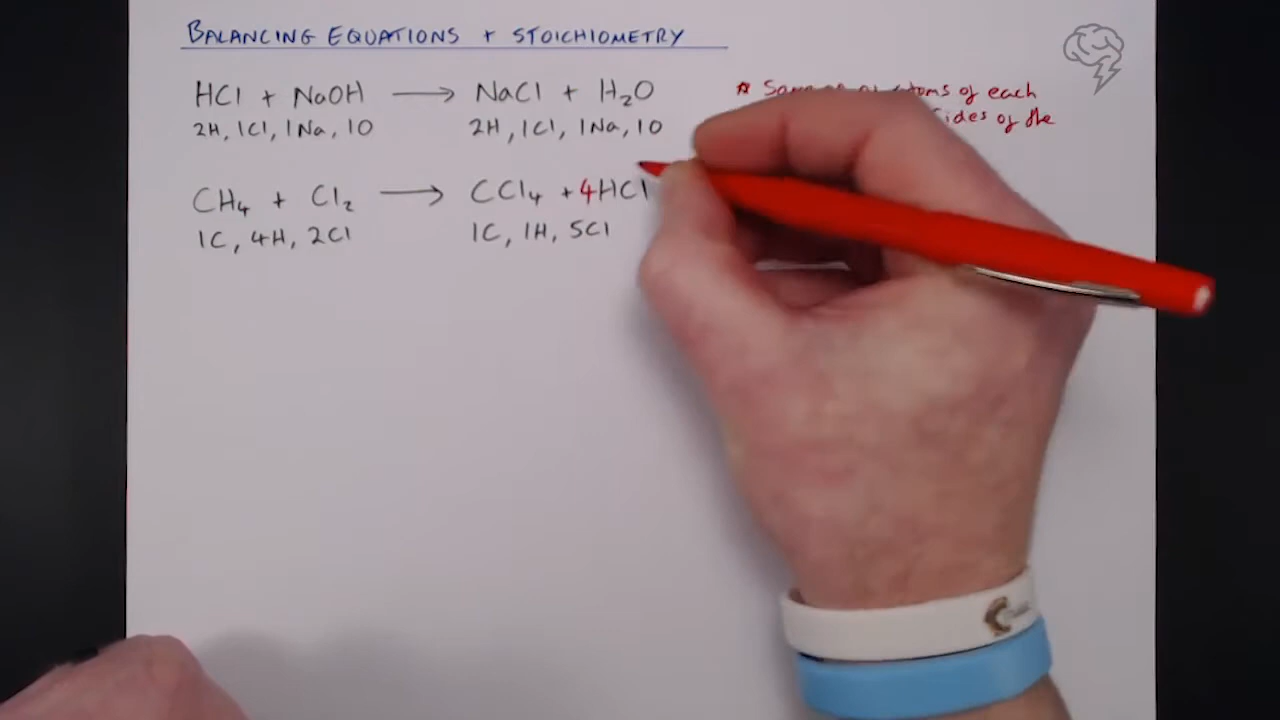 BALANCING EQUATIONS + STOICHIOMETRY
HCl + NaOH ⟶ NaCl + H₂O
2H, 1Cl, 1Na, 1O 2H, 1Cl, 1Na, 1O
* Same of atoms of each
sides of the
CH₄ + Cl₂ ⟶ CCl₄ + 4HCl
1C, 4H, 2Cl 1C, 1H, 5Cl